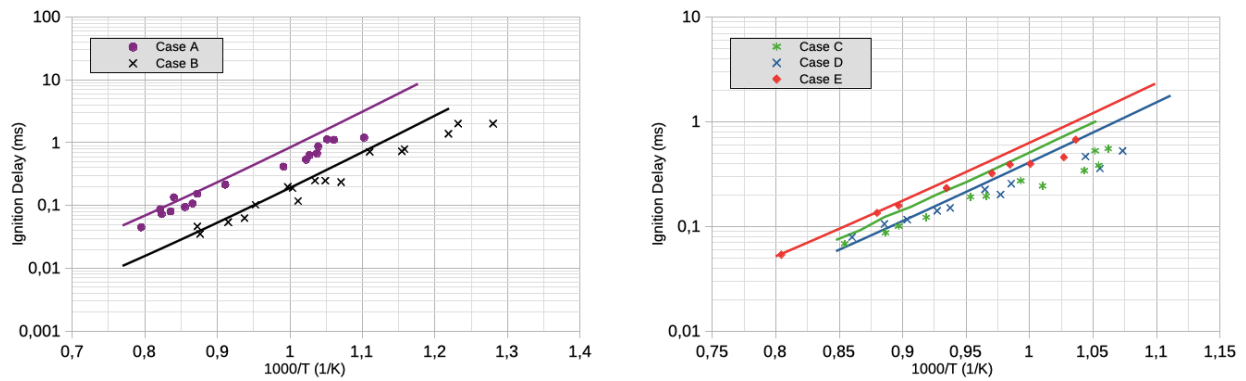 100
10
1
0,1
0,01
0,001
Ignition Delay (ms)
Case A
Case B
0,7 0,8 0,9 1 1,1 1,2 1,3 1,4
1000/T (1/K)
10
1
0,1
0,01
Ignition Delay (ms)
Case C
Case D
Case E
0,75 0,8 0,85 0,9 0,95 1 1,05 1,1 1,15
1000/T (1/K)